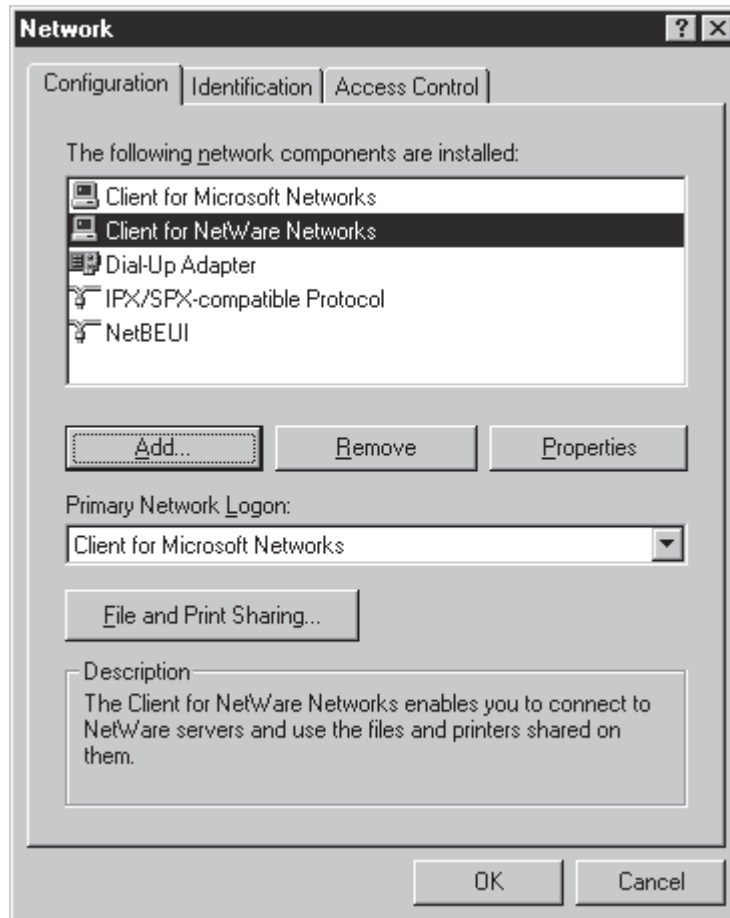 Network
Configuration Identification Access Control
The following network components are installed:
Client for Microsoft Networks
Client for NetWare Networks
Dial-Up Adapter
IPX/SPX-compatible Protocol
NetBEUI
Add... Remove Properties
Primary Network Logon:
Client for Microsoft Networks
File and Print Sharing...
Description
The Client for NetWare Networks enables you to connect to
NetWare servers and use the files and printers shared on
them.
OK Cancel